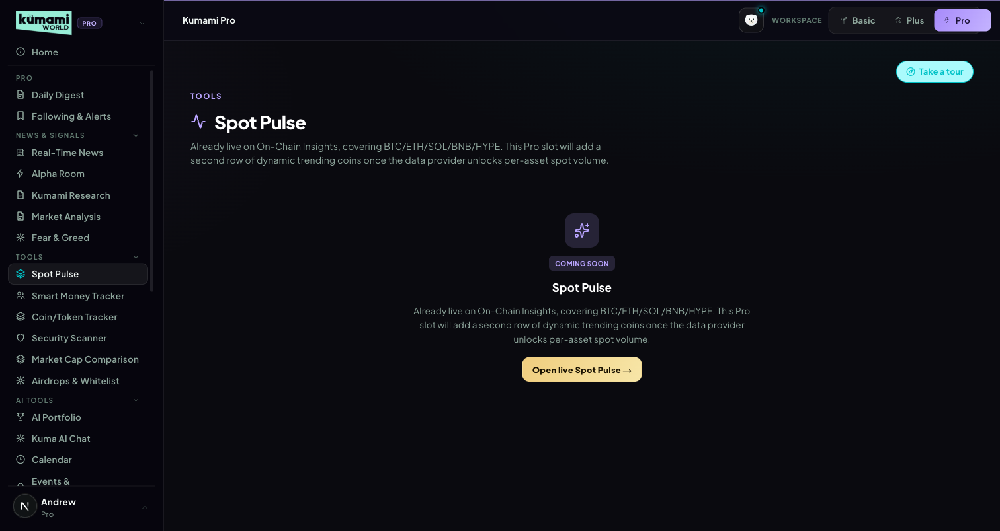 kumami
WORLD
PRO
Home
PRO
Daily Digest
Following & Alerts
NEWS & SIGNALS
Real-Time News
Alpha Room
Kumami Research
Market Analysis
Fear & Greed
TOOLS
Spot Pulse
Smart Money Tracker
Coin/Token Tracker
Security Scanner
Market Cap Comparison
Airdrops & Whitelist
AI TOOLS
AI Portfolio
Kuma AI Chat
Calendar
Events &
N
Andrew
Pro
Kumami Pro
WORKSPACE
Basic
Plus
Pro
Take a tour
TOOLS
Spot Pulse
Already live on On-Chain Insights, covering BTC/ETH/SOL/BNB/HYPE. This Pro slot will add a
second row of dynamic trending coins once the data provider unlocks per-asset spot volume.
COMING SOON
Spot Pulse
Already live on On-Chain Insights, covering BTC/ETH/SOL/BNB/HYPE. This Pro
slot will add a second row of dynamic trending coins once the data provider
unlocks per-asset spot volume.
Open live Spot Pulse →